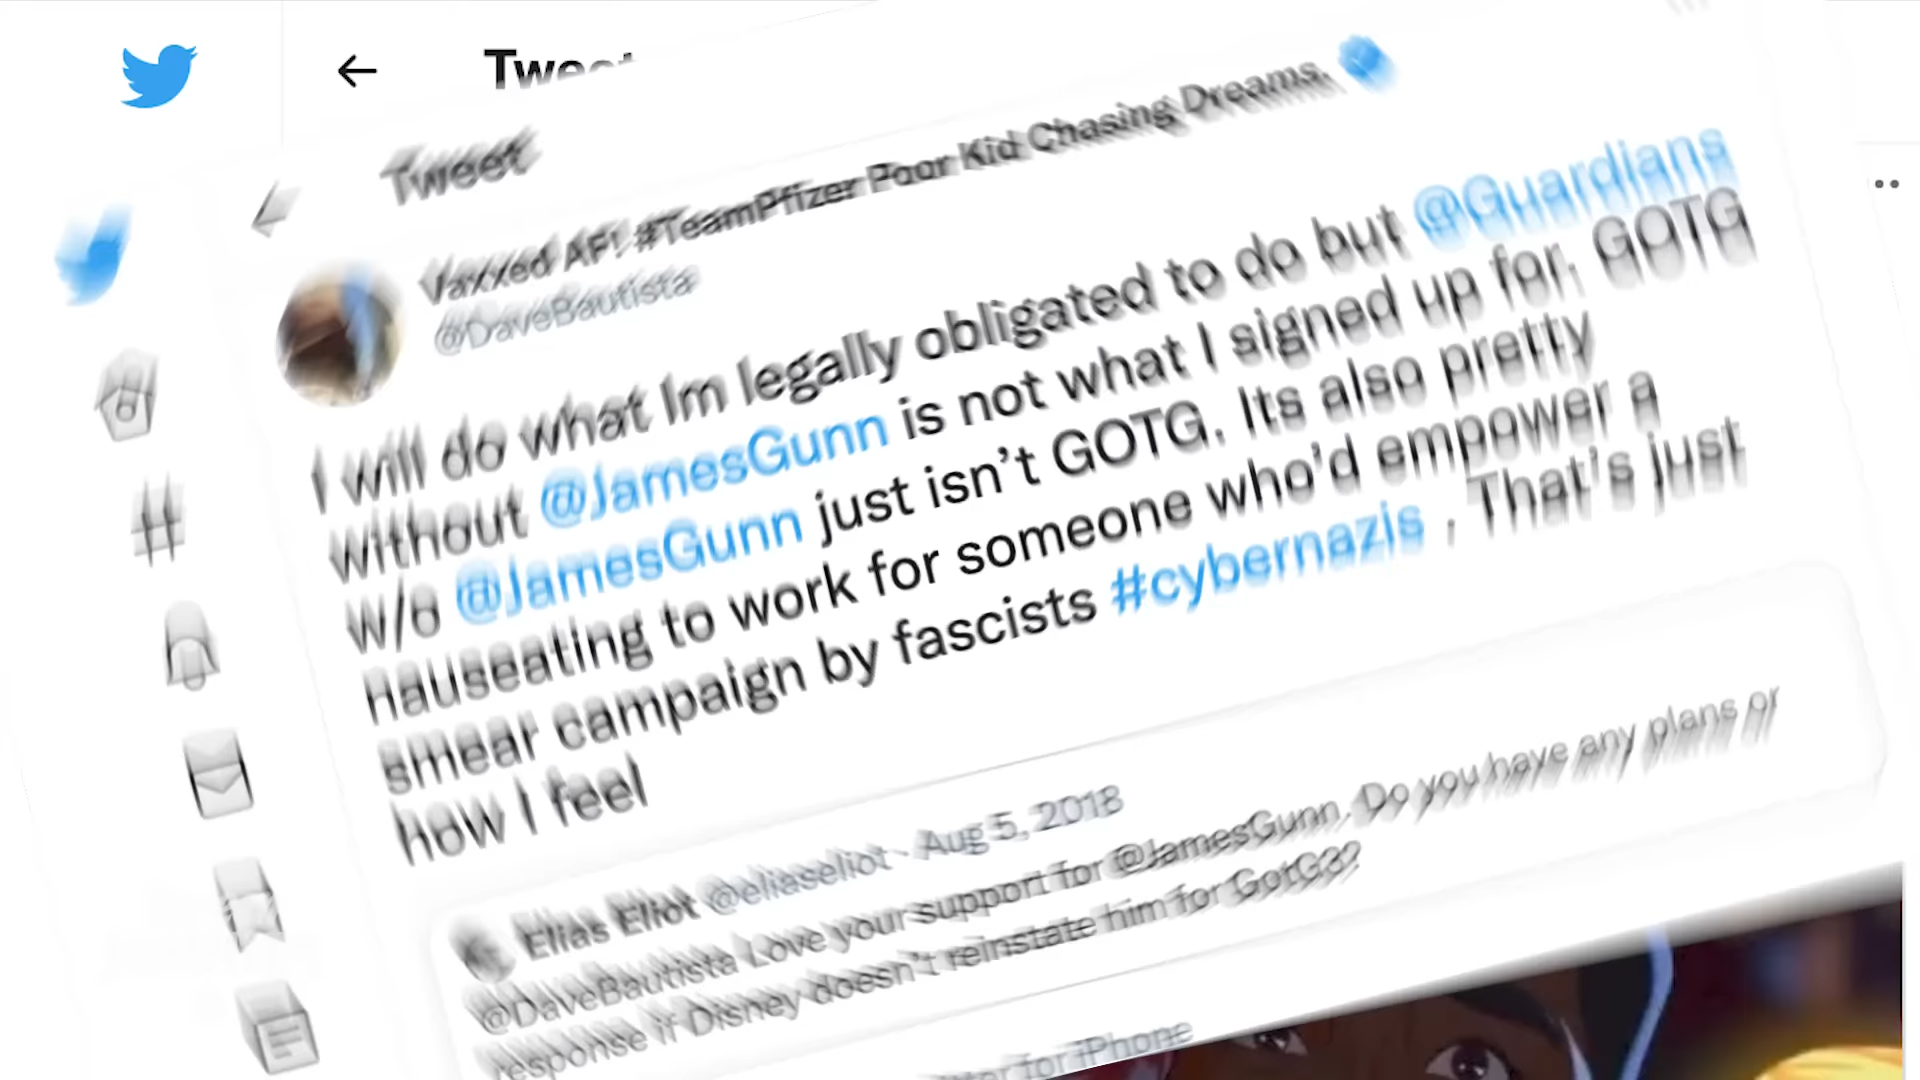 Tweet
Tweet
Vaxxed AF! #TeamPfizer Poor Kid Chasing Dreams.
@DaveBautista
I will do what Im legally obligated to do but @Guardians
without @JamesGunn is not what I signed up for. GOTG
w/o @JamesGunn just isn't GOTG. Its also pretty
nauseating to work for someone who'd empower a
smear campaign by fascists #cybernazis . That's just
how I feel
Elias Eliot @eliaseliot · Aug 5, 2018
@DaveBautista Love your support for @JamesGunn. Do you have any plans or
response if Disney doesn't reinstate him for GotG3?
for iPhone